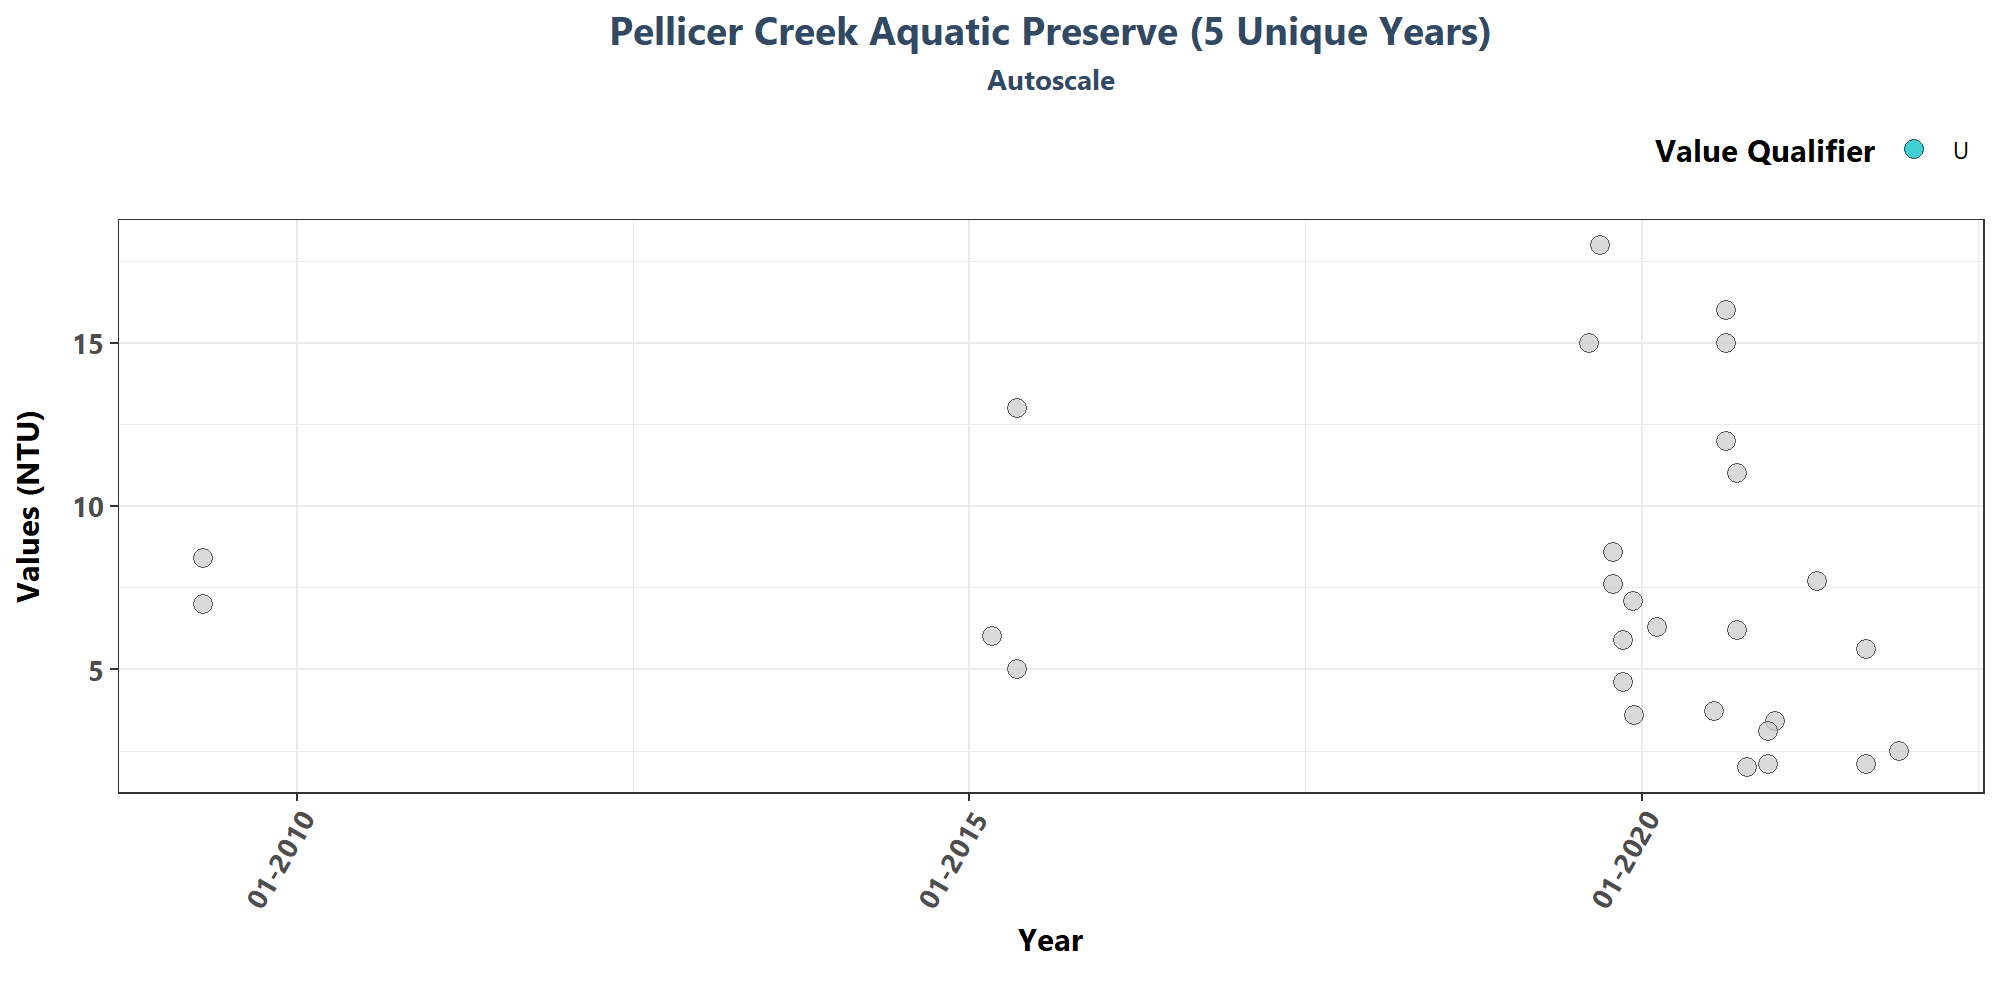 Pellicer Creek Aquatic Preserve (5 Unique Years)
Autoscale
Value Qualifier U
Values (NTU)
15
10
5
01-2010
01-2015
01-2020
Year